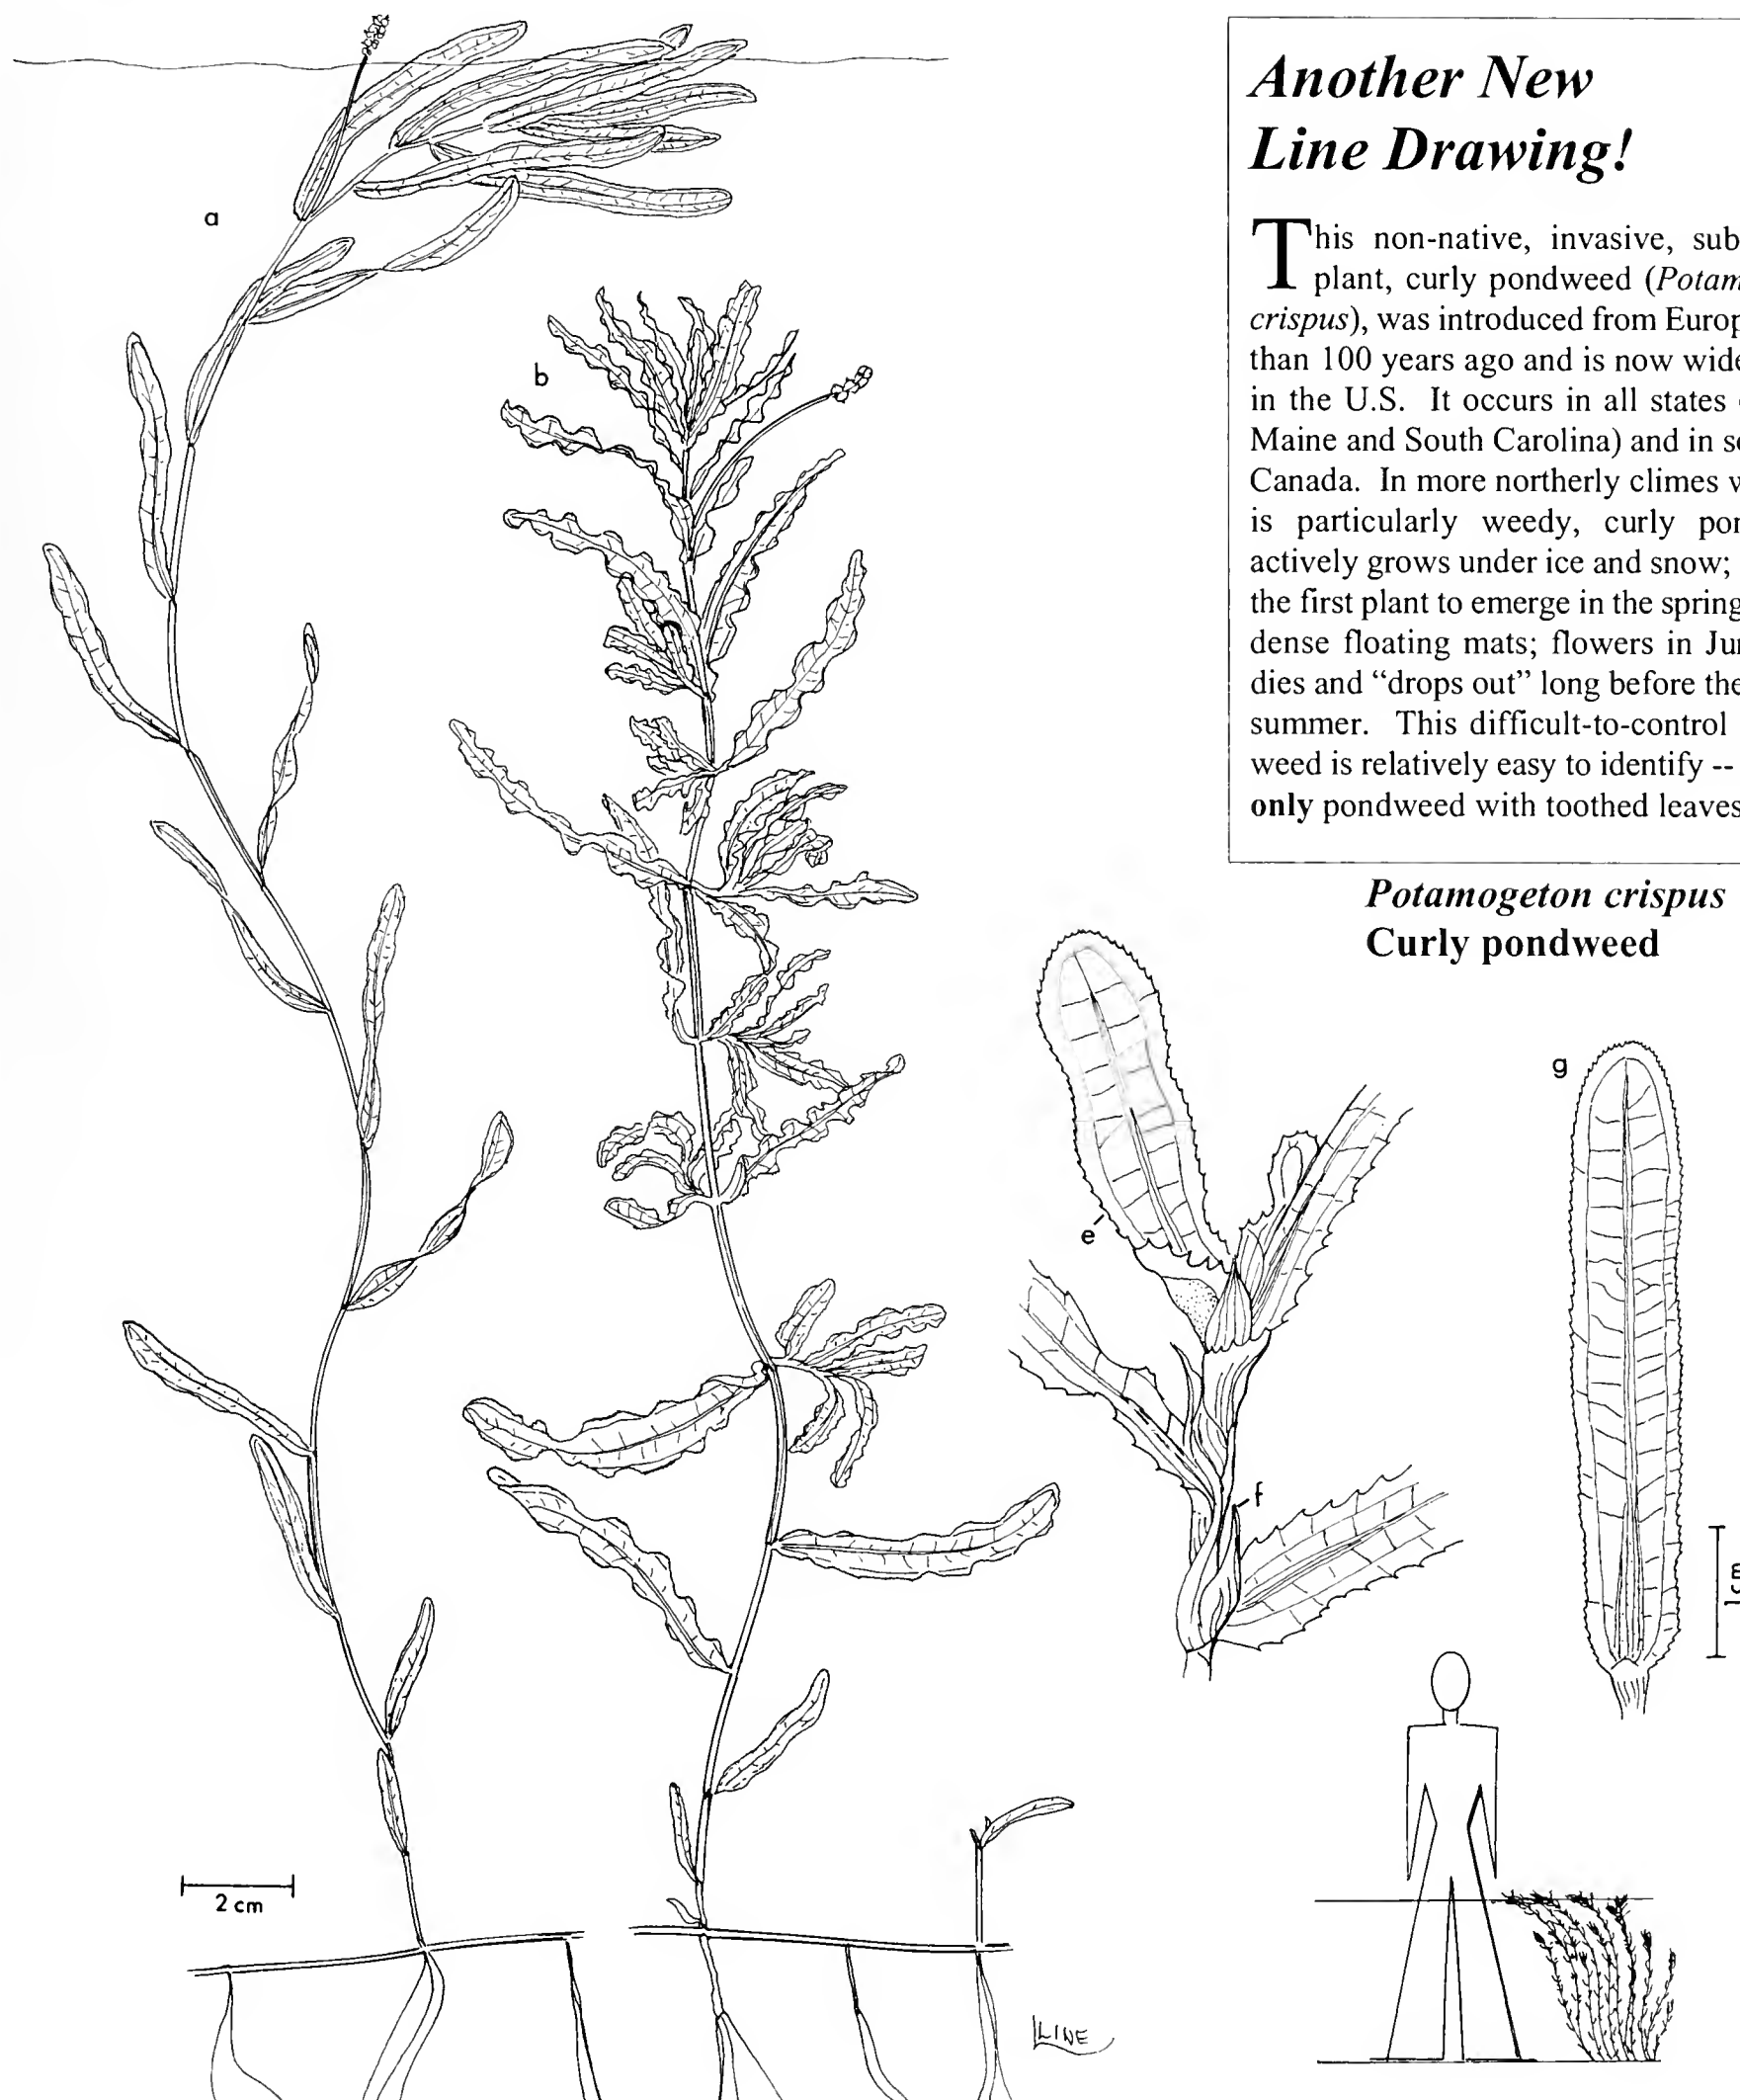 Another New
Line Drawing!
This non-native, invasive, sub
plant, curly pondweed (Potam
crispus), was introduced from Europ
than 100 years ago and is now wide
in the U.S. It occurs in all states
Maine and South Carolina) and in s
Canada. In more northerly climes
is particularly weedy, curly pon
actively grows under ice and snow;
the first plant to emerge in the spring
dense floating mats; flowers in Ju
dies and “drops out” long before the
summer. This difficult-to-control
weed is relatively easy to identify --
only pondweed with toothed leaves
Potamogeton crispus
Curly pondweed
a
b
e
f
g
1cm
2 cm
LLINE